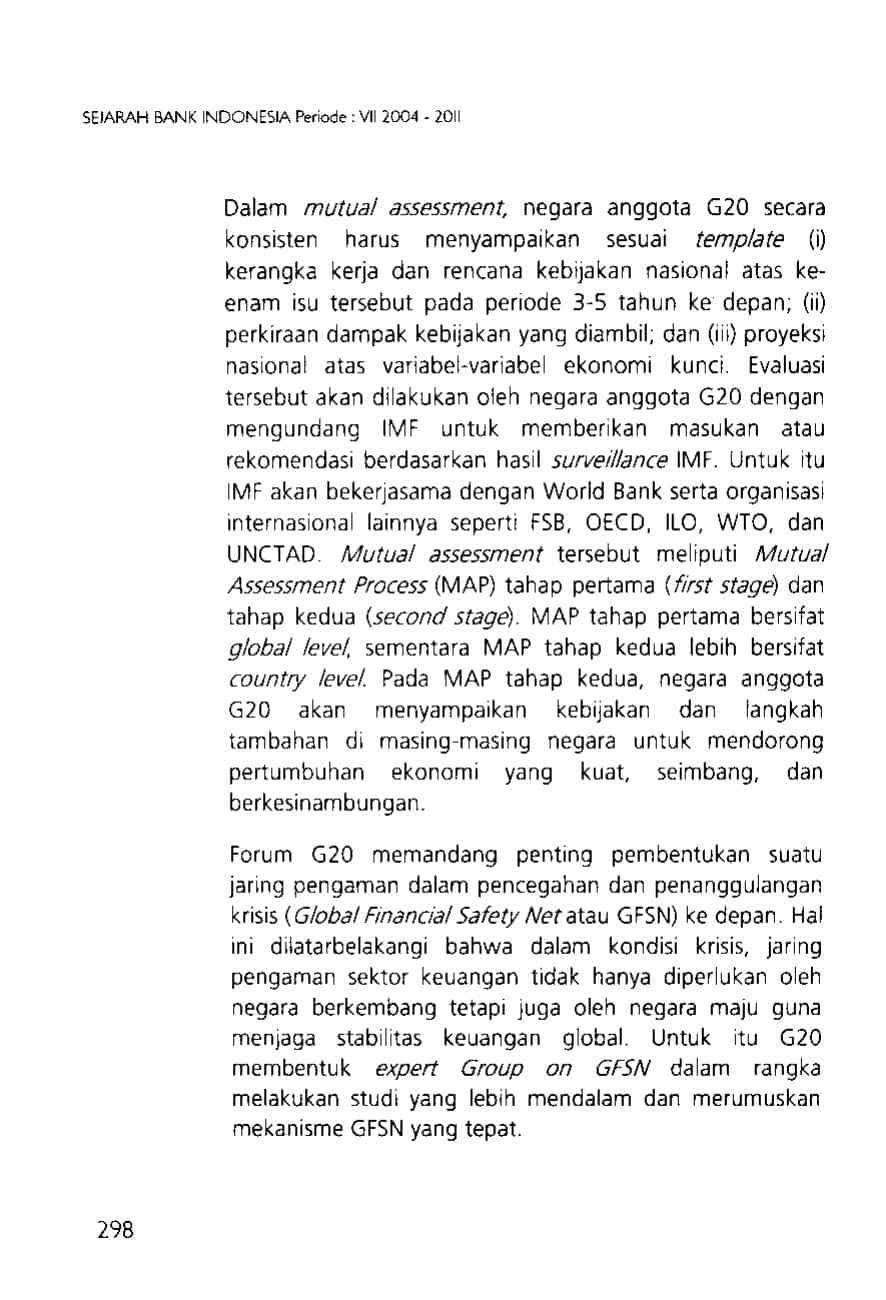 SEJARAH BANK INDONESIA Periode : VII 2004 - 2011
Dalam mutual assessment, negara anggota G20 secara
konsisten harus menyampaikan sesuai template (i)
kerangka kerja dan rencana kebijakan nasional atas ke-
enam isu tersebut pada periode 3-5 tahun ke depan; (ii)
perkiraan dampak kebijakan yang diambil; dan (iii) proyeksi
nasional atas variabel-variabel ekonomi kunci. Evaluasi
tersebut akan dilakukan oleh negara anggota G20 dengan
mengundang IMF untuk memberikan masukan atau
rekomendasi berdasarkan hasil surveillance IMF. Untuk itu
IMF akan bekerjasama dengan World Bank serta organisasi
internasional lainnya seperti FSB, OECD, ILO, WTO, dan
UNCTAD. Mutual assessment tersebut meliputi Mutual
Assessment Process (MAP) tahap pertama (first stage) dan
tahap kedua (second stage). MAP tahap pertama bersifat
global level, sementara MAP tahap kedua lebih bersifat
country level. Pada MAP tahap kedua, negara anggota
G20 akan menyampaikan kebijakan dan langkah
tambahan di masing-masing negara untuk mendorong
pertumbuhan ekonomi yang kuat, seimbang, dan
berkesinambungan.
Forum G20 memandang penting pembentukan suatu
jaring pengaman dalam pencegahan dan penanggulangan
krisis (Global Financial Safety Net atau GFSN) ke depan. Hal
ini dilatarbelakangi bahwa dalam kondisi krisis, jaring
pengaman sektor keuangan tidak hanya diperlukan oleh
negara berkembang tetapi juga oleh negara maju guna
menjaga stabilitas keuangan global. Untuk itu G20
membentuk expert Group on GFSN dalam rangka
melakukan studi yang lebih mendalam dan merumuskan
mekanisme GFSN yang tepat.
298